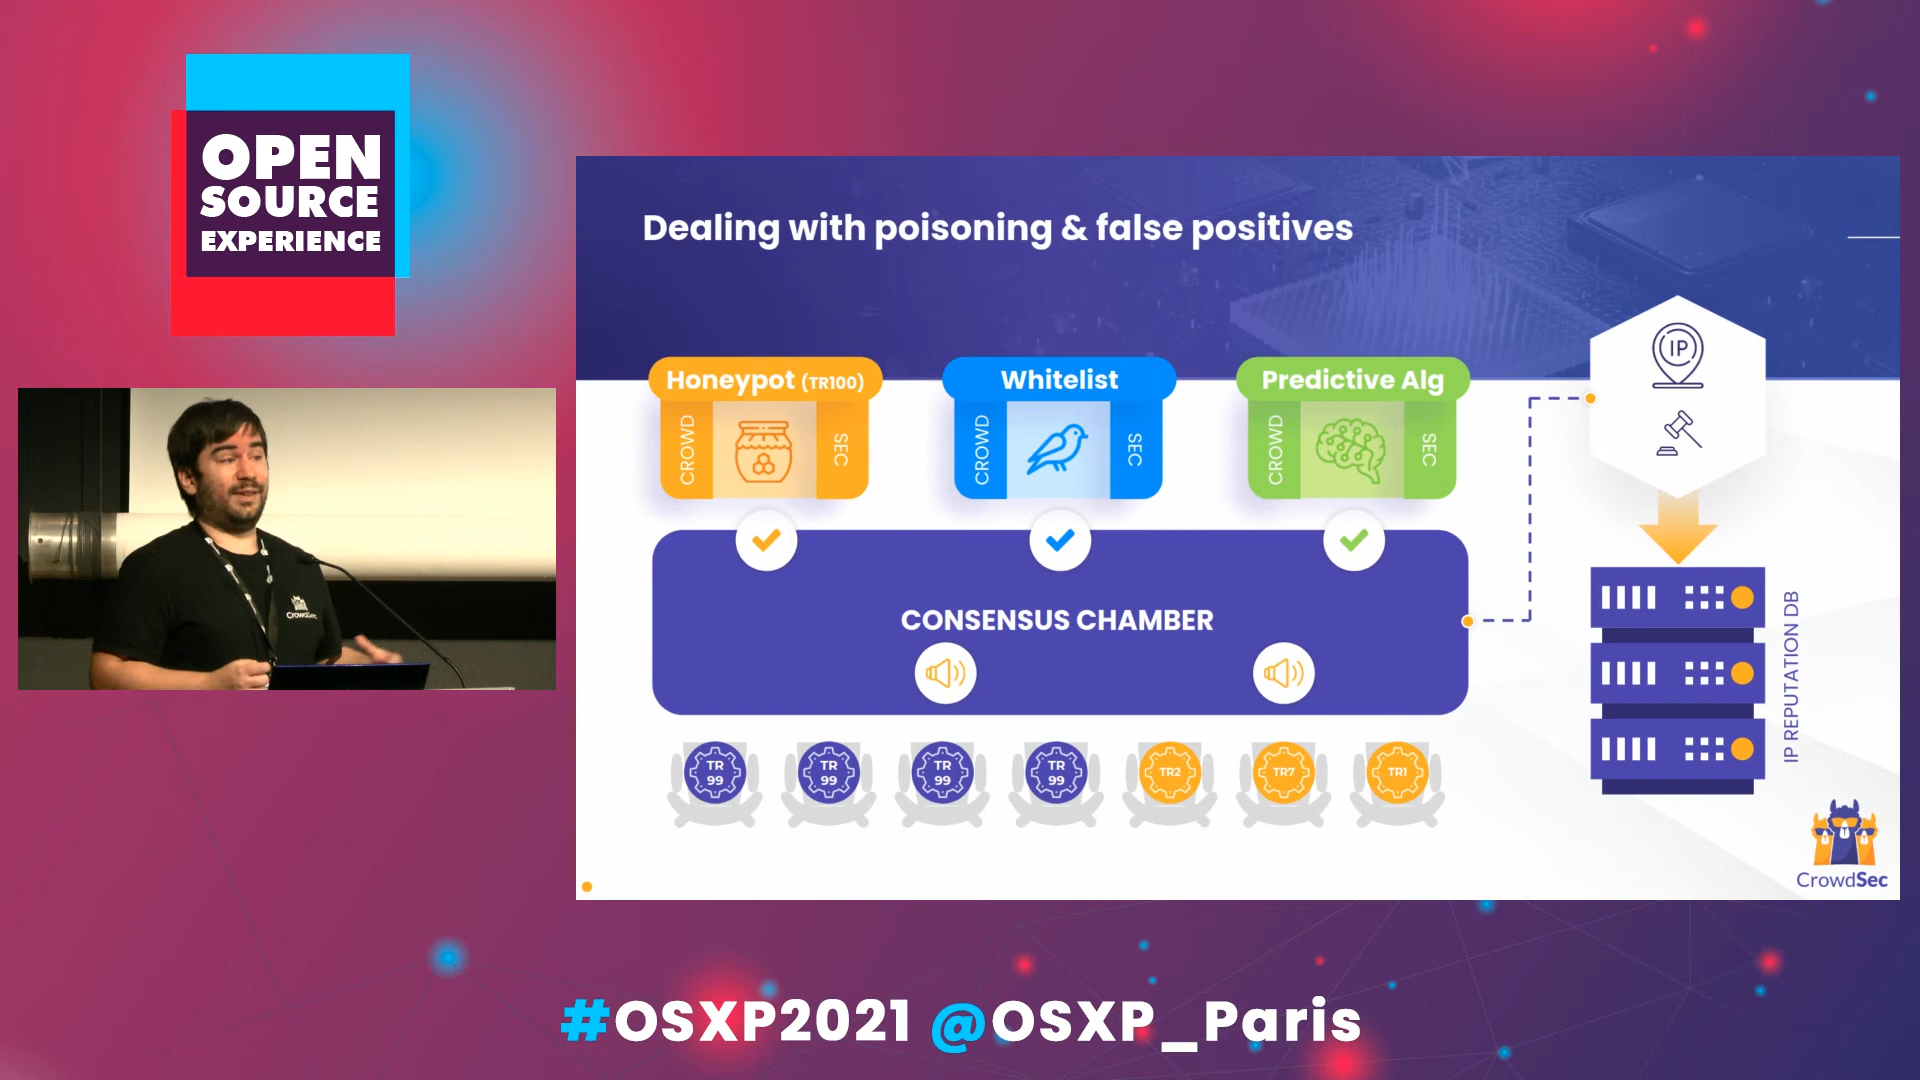 OPEN
SOURCE
EXPERIENCE
Dealing with poisoning & false positives
IP
Honeypot (TR100)
Whitelist
Predictive Alg
CROWD
SEC
CROWD
SEC
CROWD
SEC
CONSENSUS CHAMBER
TR
99
TR
99
TR
99
TR
99
TR2
TR7
TR1
IP REPUTATION DB
CrowdSec
CrowdSec
#OSXP2021 @OSXP_Paris